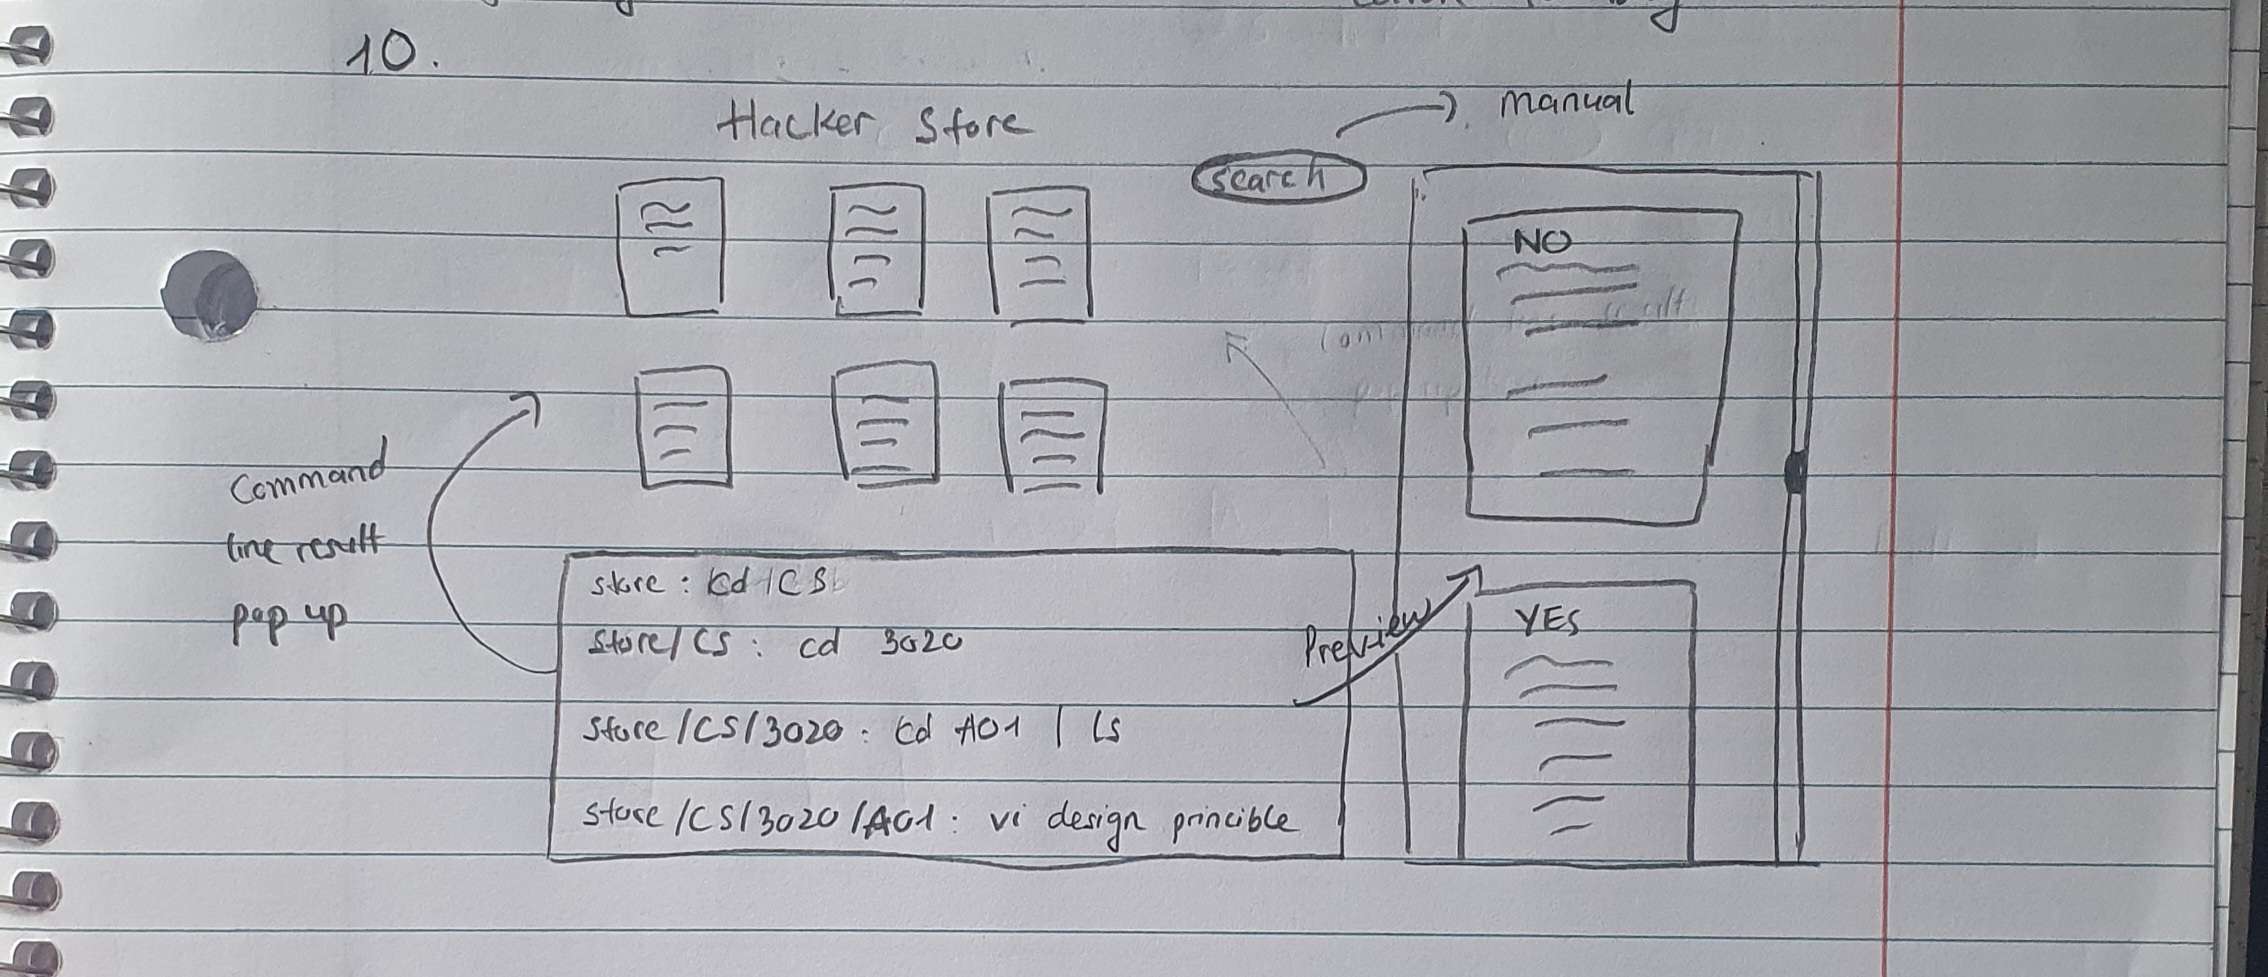 10.
Hacker Store
search
manual
NO
Command
line result
pop up
store: cd /CS
Store/CS: cd 3020
Preview
YES
Store/CS/3020: cd A01 | ls
Store/CS/3020/A01: vi design princible